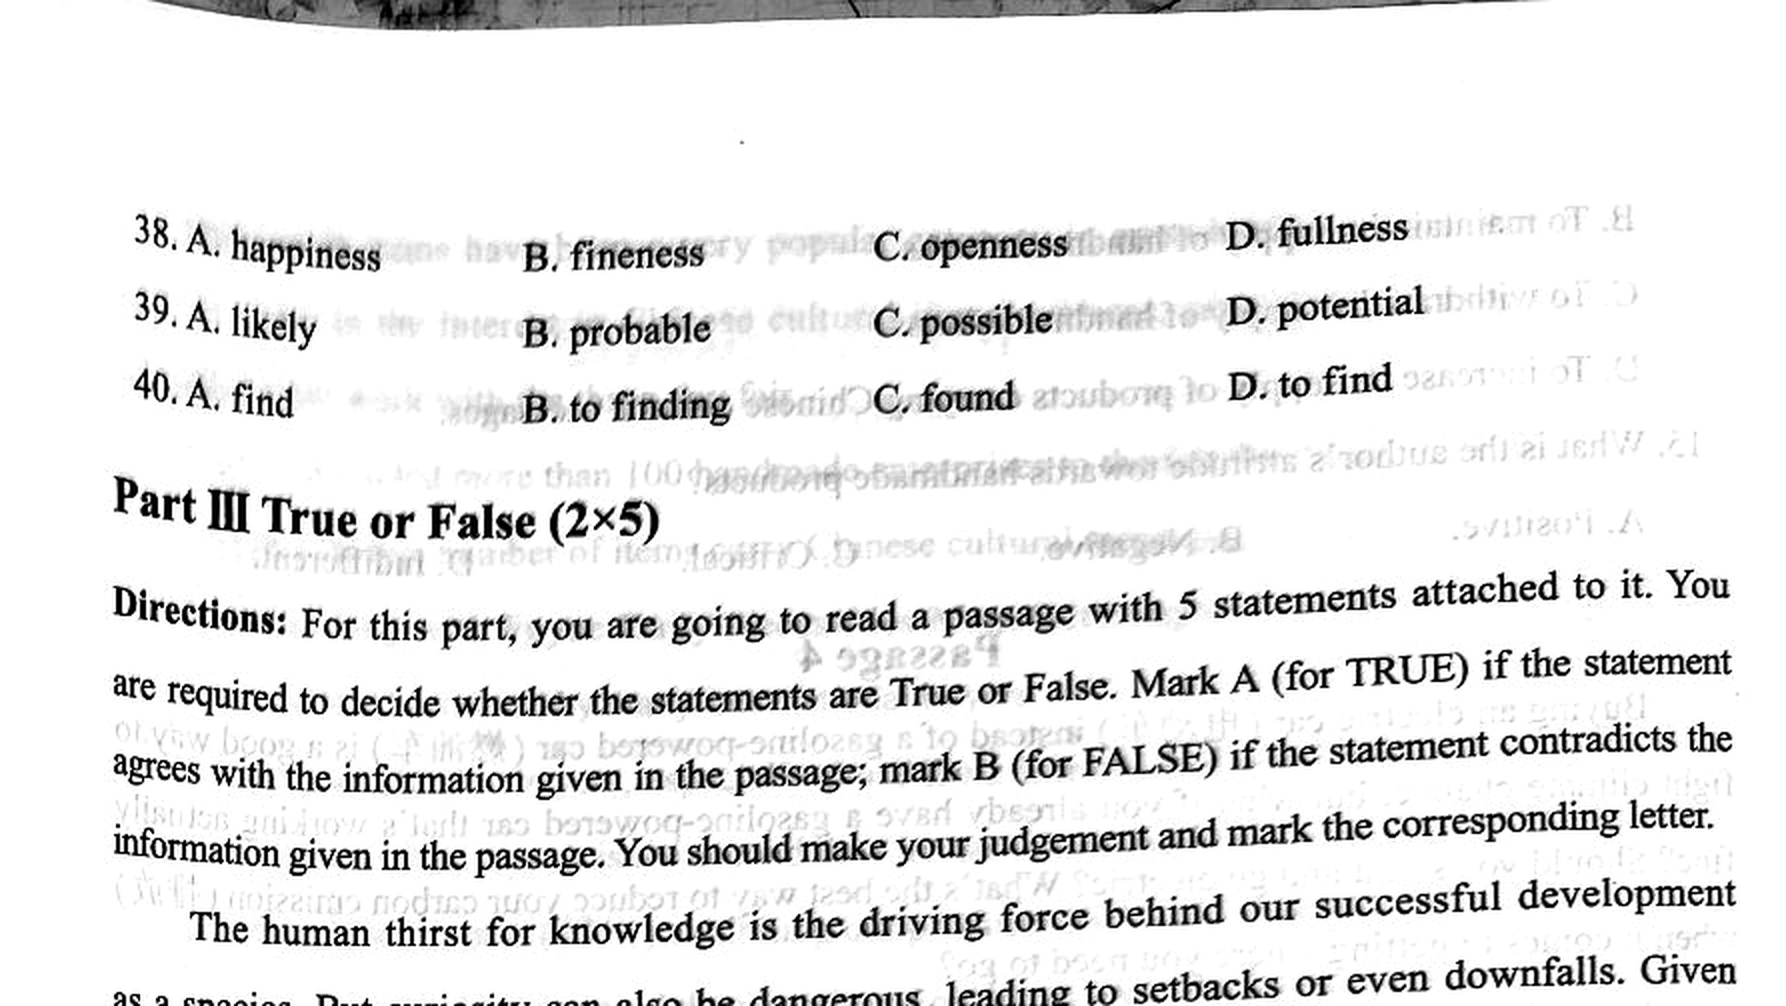 38. A. happiness B. fineness C. openness D. fullness
39. A. likely B. probable C. possible D. potential
40. A. find B. to finding C. found D. to find
Part III True or False (2×5)
Directions: For this part, you are going to read a passage with 5 statements attached to it. You
are required to decide whether the statements are True or False. Mark A (for TRUE) if the statement
agrees with the information given in the passage; mark B (for FALSE) if the statement contradicts the
information given in the passage. You should make your judgement and mark the corresponding letter.
The human thirst for knowledge is the driving force behind our successful development
as a species. But curiosity can also be dangerous, leading to setbacks or even downfalls. Given